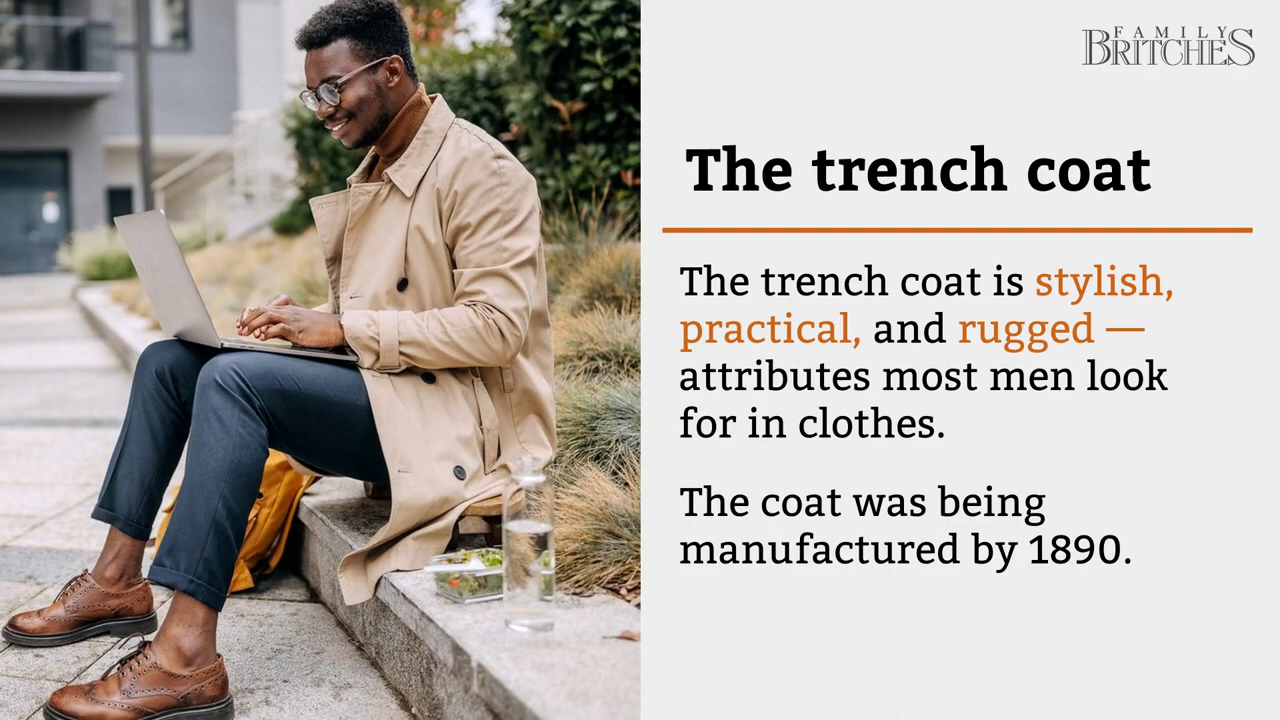 FAMILY
BRITCHES
The trench coat
The trench coat is stylish,
practical, and rugged —
attributes most men look
for in clothes.
The coat was being
manufactured by 1890.